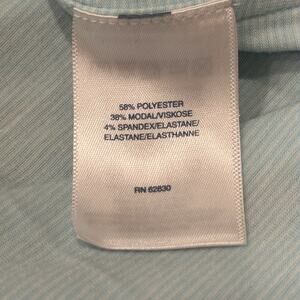 58% POLYESTER
38% MODAL/VISKOSE
4% SPANDEX/ELASTANE/
ELASTANE/ELASTHANNE
RN 62830